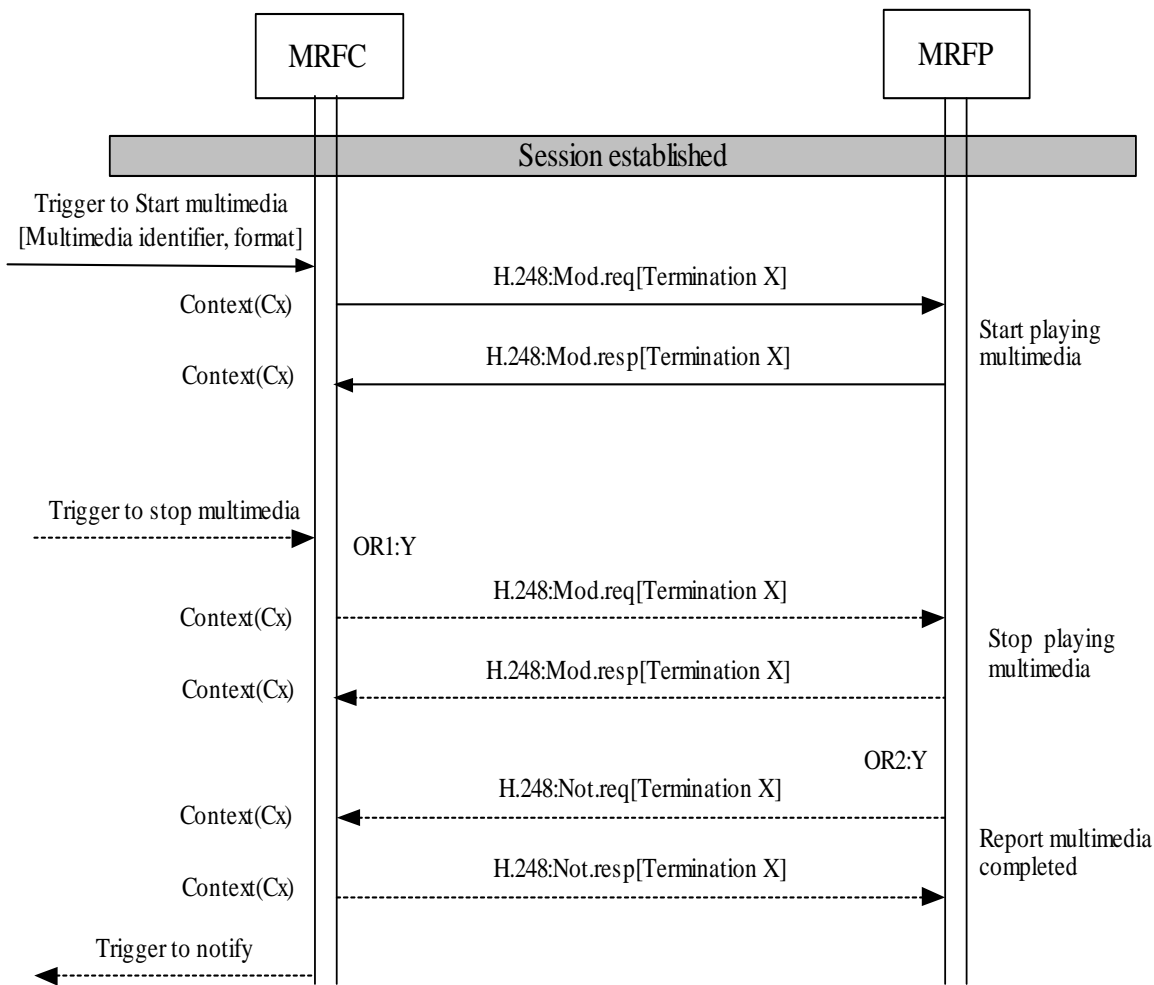 MRFC
MRFP
Session established
Trigger to Start multimedia
[Multimedia identifier, format]
H.248:Mod.req[Termination X]
Context(Cx)
Start playing
multimedia
H.248:Mod.resp[Termination X]
Context(Cx)
Trigger to stop multimedia
OR1:Y
H.248:Mod.req[Termination X]
Context(Cx)
Stop playing
multimedia
H.248:Mod.resp[Termination X]
Context(Cx)
OR2:Y
H.248:Not.req[Termination X]
Context(Cx)
Report multimedia
completed
H.248:Not.resp[Termination X]
Context(Cx)
Trigger to notify